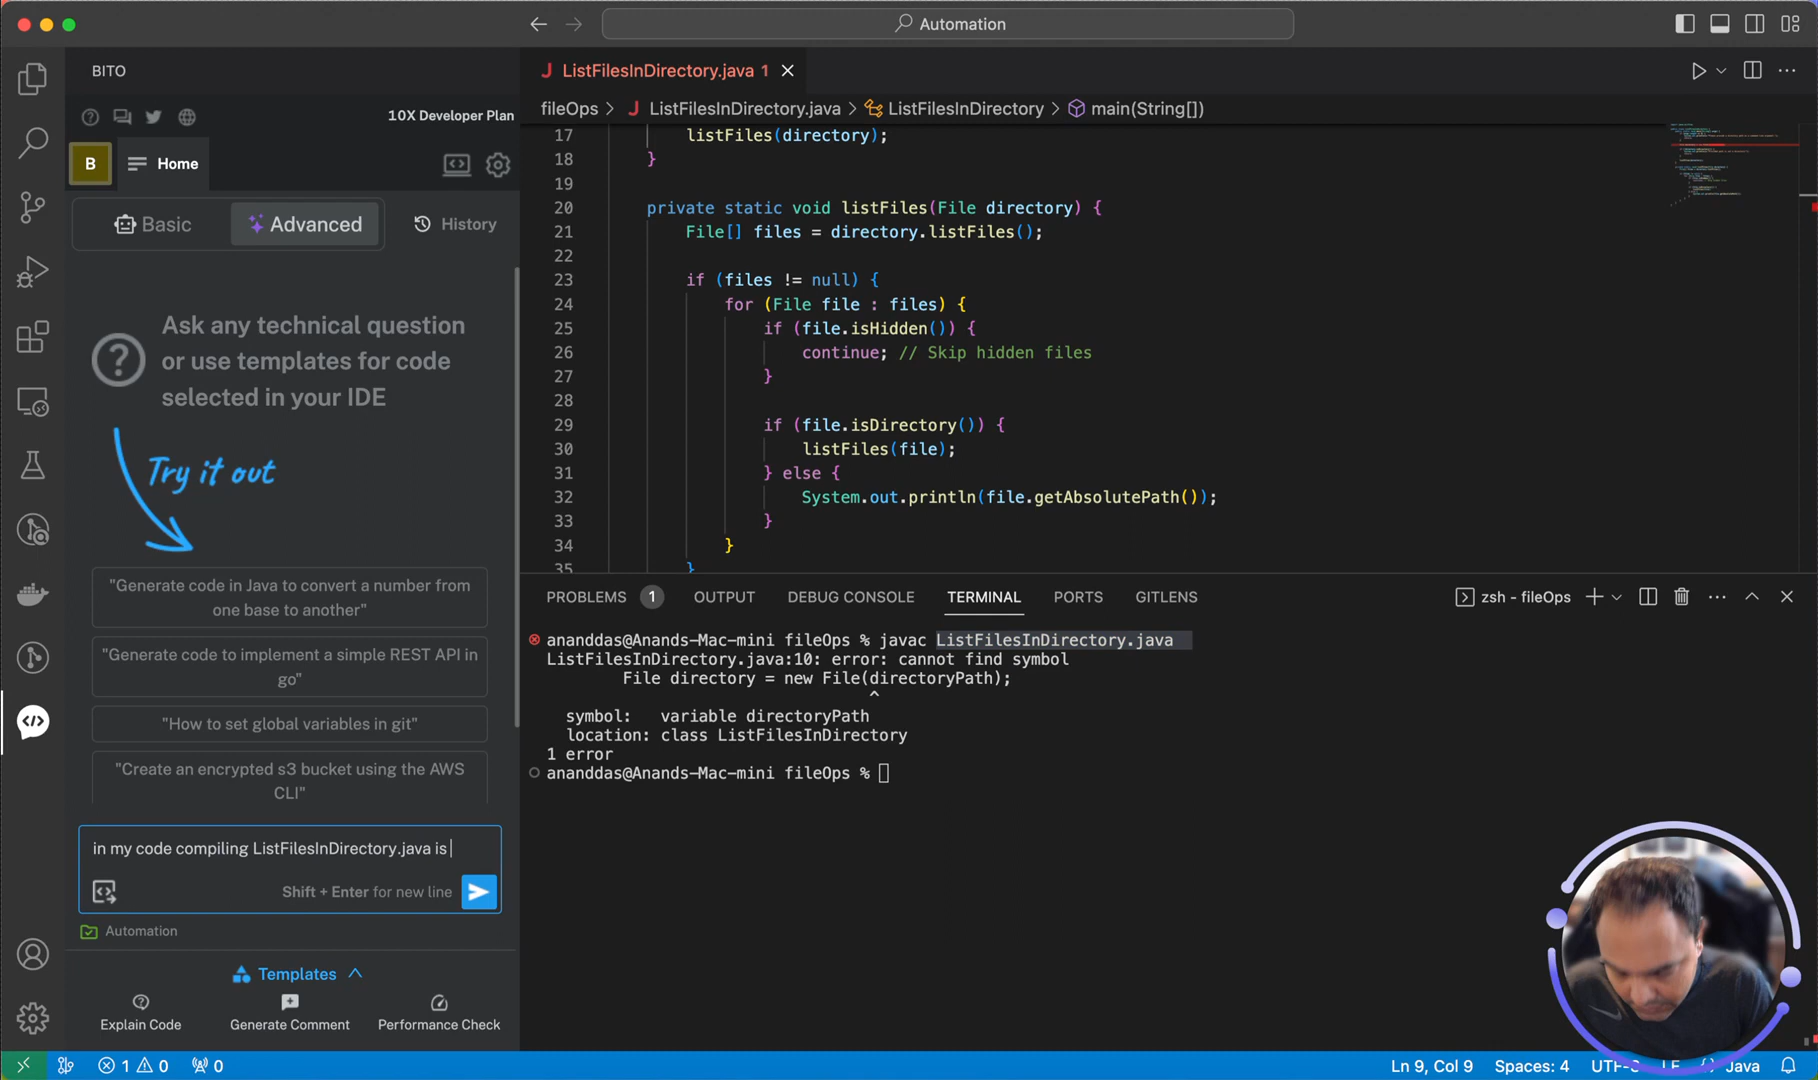 Automation
BITO
10X Developer Plan
B
Home
Basic
Advanced
History
Ask any technical question
or use templates for code
selected in your IDE
Try it out
"Generate code in Java to convert a number from
one base to another"
"Generate code to implement a simple REST API in
go"
"How to set global variables in git"
"Create an encrypted s3 bucket using the AWS
CLI"
in my code compiling ListFilesInDirectory.java is
Shift + Enter for new line
Automation
Templates
Explain Code
Generate Comment
Performance Check
ListFilesInDirectory.java 1
fileOps > ListFilesInDirectory.java > ListFilesInDirectory > main(String[])
17 listFiles(directory);
18 }
19
20 private static void listFiles(File directory) {
21 File[] files = directory.listFiles();
22
23 if (files != null) {
24 for (File file : files) {
25 if (file.isHidden()) {
26 continue; // Skip hidden files
27 }
28
29 if (file.isDirectory()) {
30 listFiles(file);
31 } else {
32 System.out.println(file.getAbsolutePath());
33 }
34 }
35 }
PROBLEMS 1 OUTPUT DEBUG CONSOLE TERMINAL PORTS GITLENS
zsh - fileOps
ananddas@Anands-Mac-mini fileOps % javac ListFilesInDirectory.java
ListFilesInDirectory.java:10: error: cannot find symbol
File directory = new File(directoryPath);
^
symbol: variable directoryPath
location: class ListFilesInDirectory
1 error
ananddas@Anands-Mac-mini fileOps %
1 0
0
Ln 9, Col 9
Spaces: 4
Java